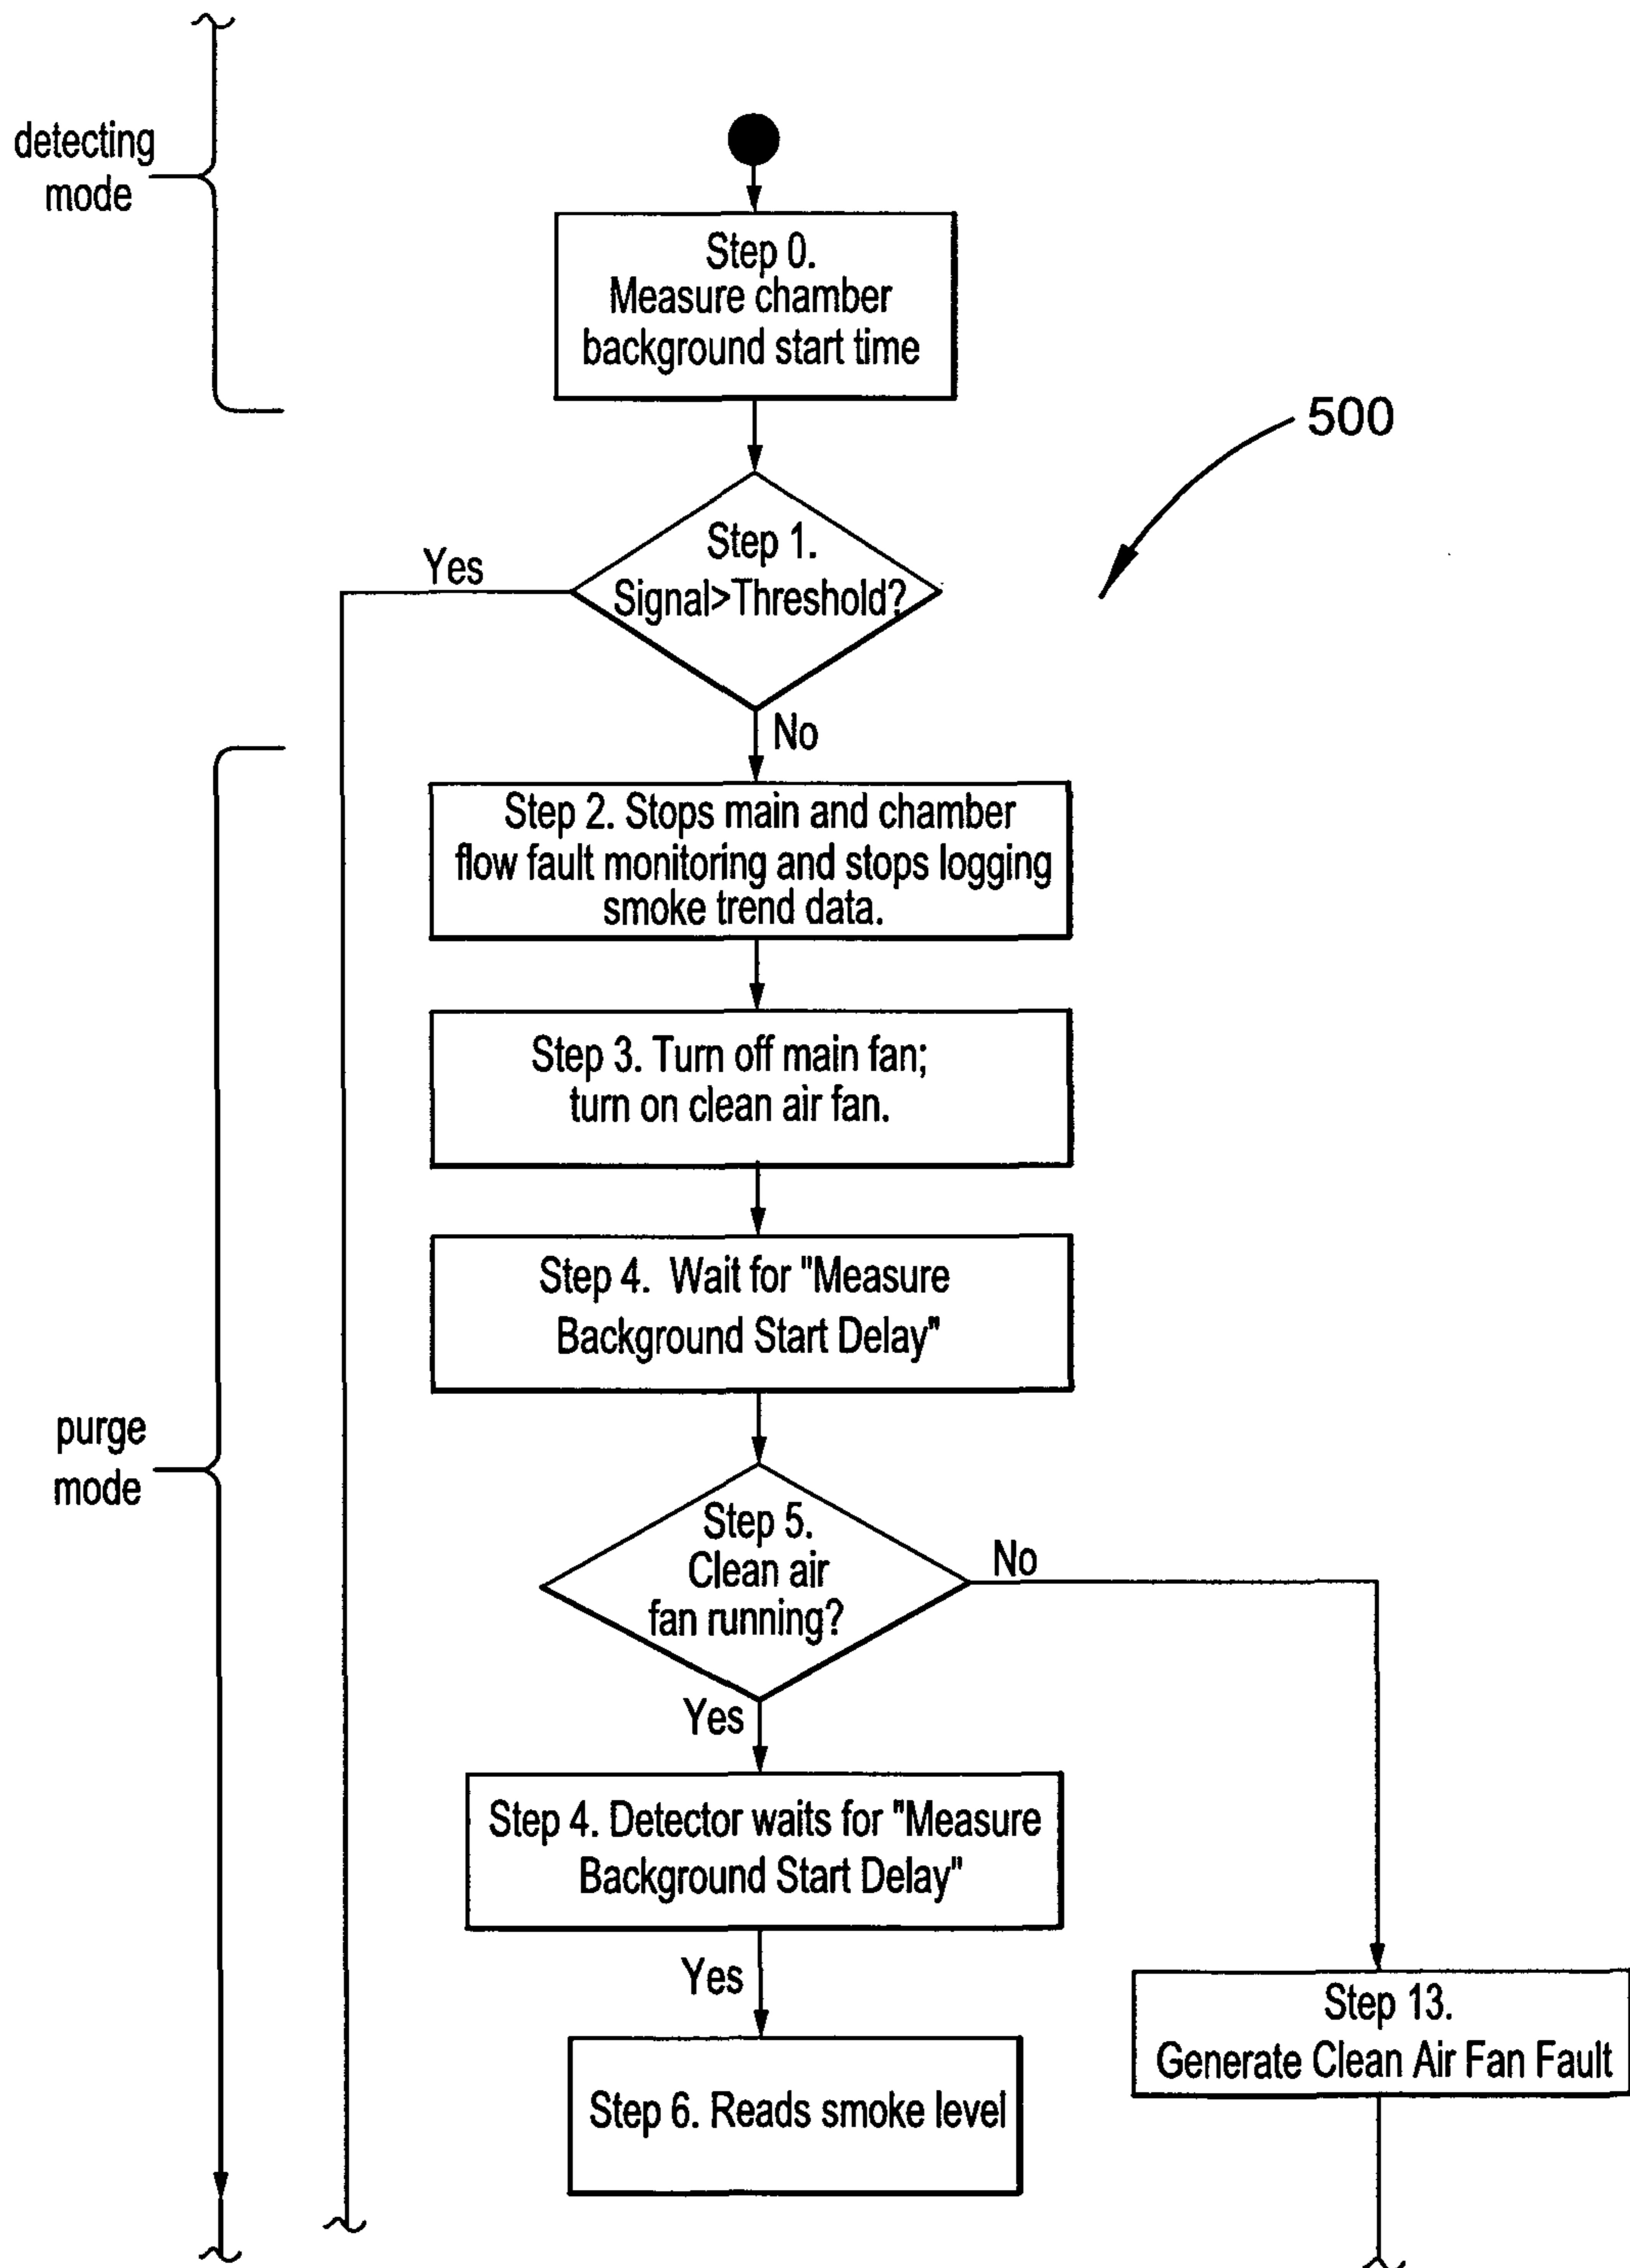 detecting
mode
Step 0.
Measure chamber
background start time
500
Step 1.
Signal>Threshold?
Yes
No
Step 2. Stops main and chamber
flow fault monitoring and stops logging
smoke trend data.
Step 3. Turn off main fan;
turn on clean air fan.
Step 4. Wait for "Measure
Background Start Delay"
purge
mode
Step 5.
Clean air
fan running?
No
Yes
Step 4. Detector waits for "Measure
Background Start Delay"
Yes
Step 13.
Generate Clean Air Fan Fault
Step 6. Reads smoke level